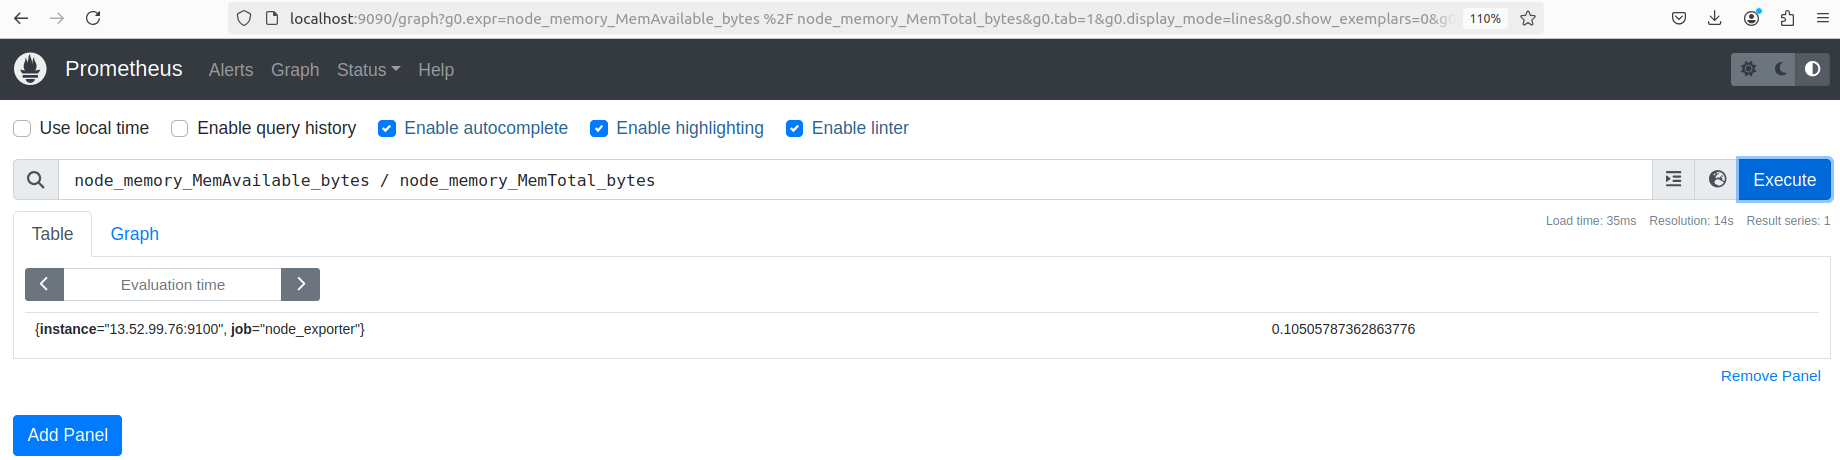 localhost:9090/graph?g0.expr=node_memory_MemAvailable_bytes %2F node_memory_MemTotal_bytes&g0.tab=1&g0.display_mode=lines&g0.show_exemplars=0&g0 110%
Prometheus Alerts Graph Status Help
Use local time Enable query history Enable autocomplete Enable highlighting Enable linter
node_memory_MemAvailable_bytes / node_memory_MemTotal_bytes Execute
Load time: 35ms Resolution: 14s Result series: 1
Table Graph
Evaluation time
{instance="13.52.99.76:9100", job="node_exporter"} 0.10505787362863776
Remove Panel
Add Panel